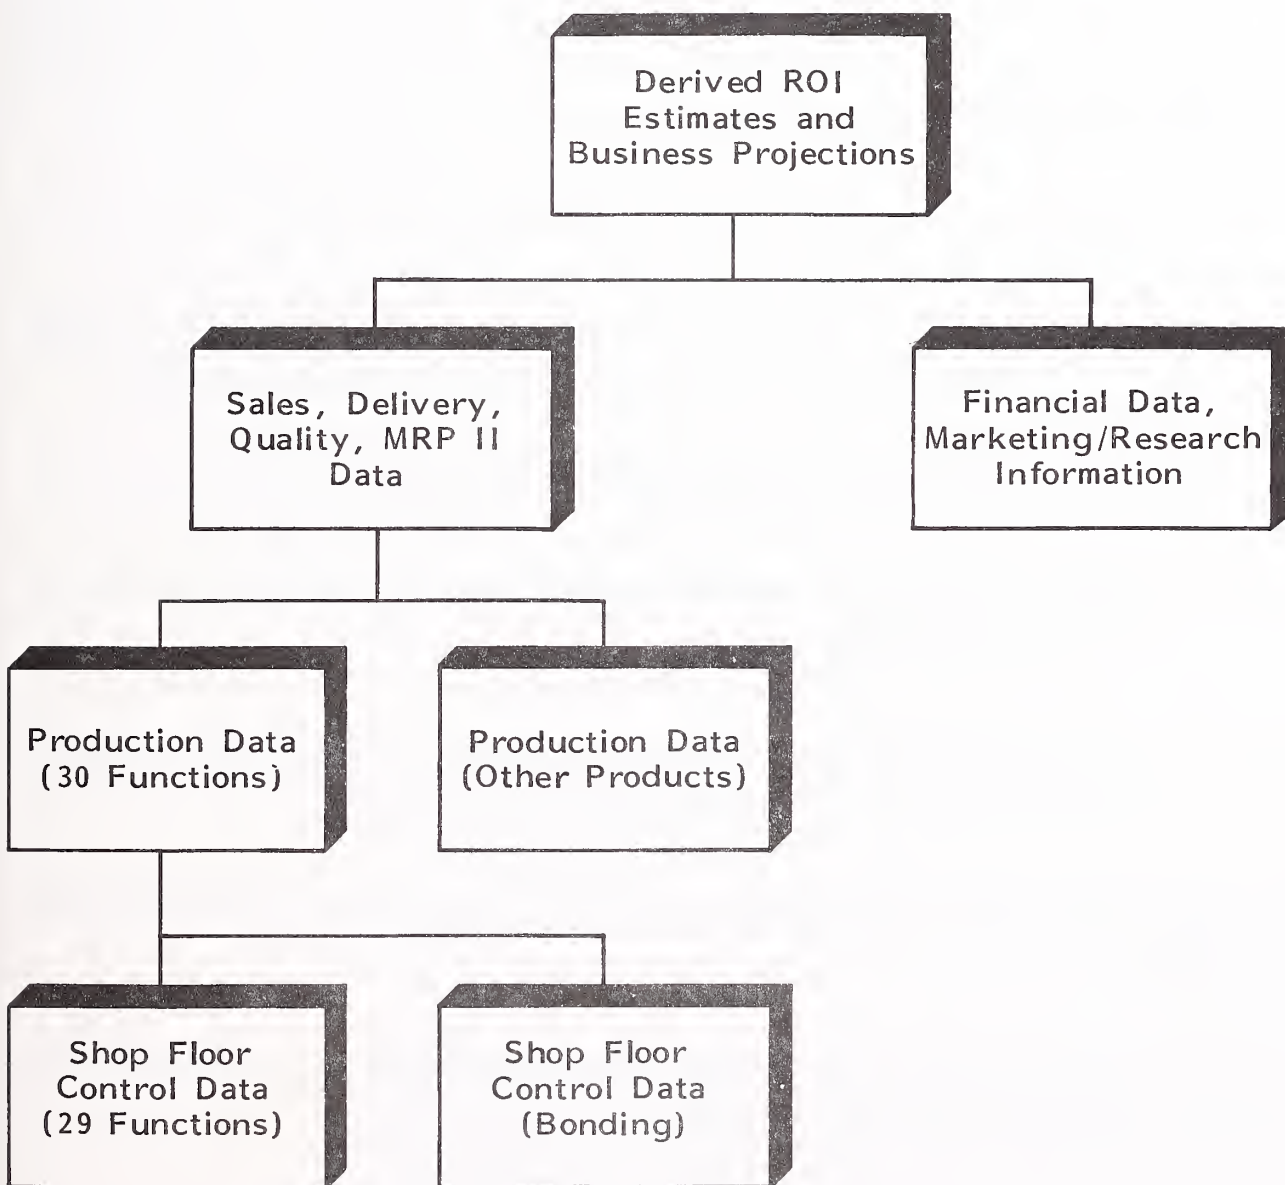 Derived ROI
Estimates and
Business Projections
Sales, Delivery,
Quality, MRP II
Data
Financial Data,
Marketing/Research
Information
Production Data
(30 Functions)
Production Data
(Other Products)
Shop Floor
Control Data
(29 Functions)
Shop Floor
Control Data
(Bonding)